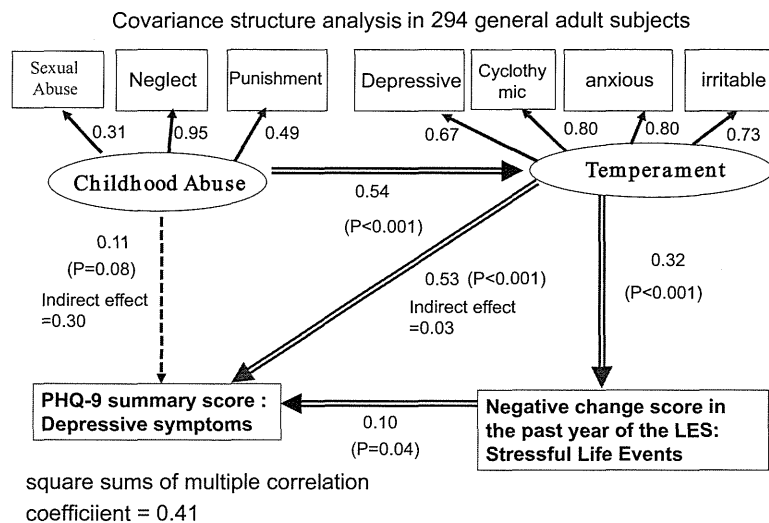 Covariance structure analysis in 294 general adult subjects
Sexual
Abuse
Neglect
Punishment
Depressive
Cyclothy
mic
anxious
irritable
0.31
0.95
0.49
0.67
0.80
0.80
0.73
Childhood Abuse
Temperament
0.54
(P<0.001)
0.11
(P=0.08)
Indirect effect
=0.30
0.53 (P<0.001)
Indirect effect
=0.03
0.32
(P<0.001)
PHQ-9 summary score :
Depressive symptoms
0.10
(P=0.04)
Negative change score in
the past year of the LES:
Stressful Life Events
square sums of multiple correlation
coefficiient = 0.41